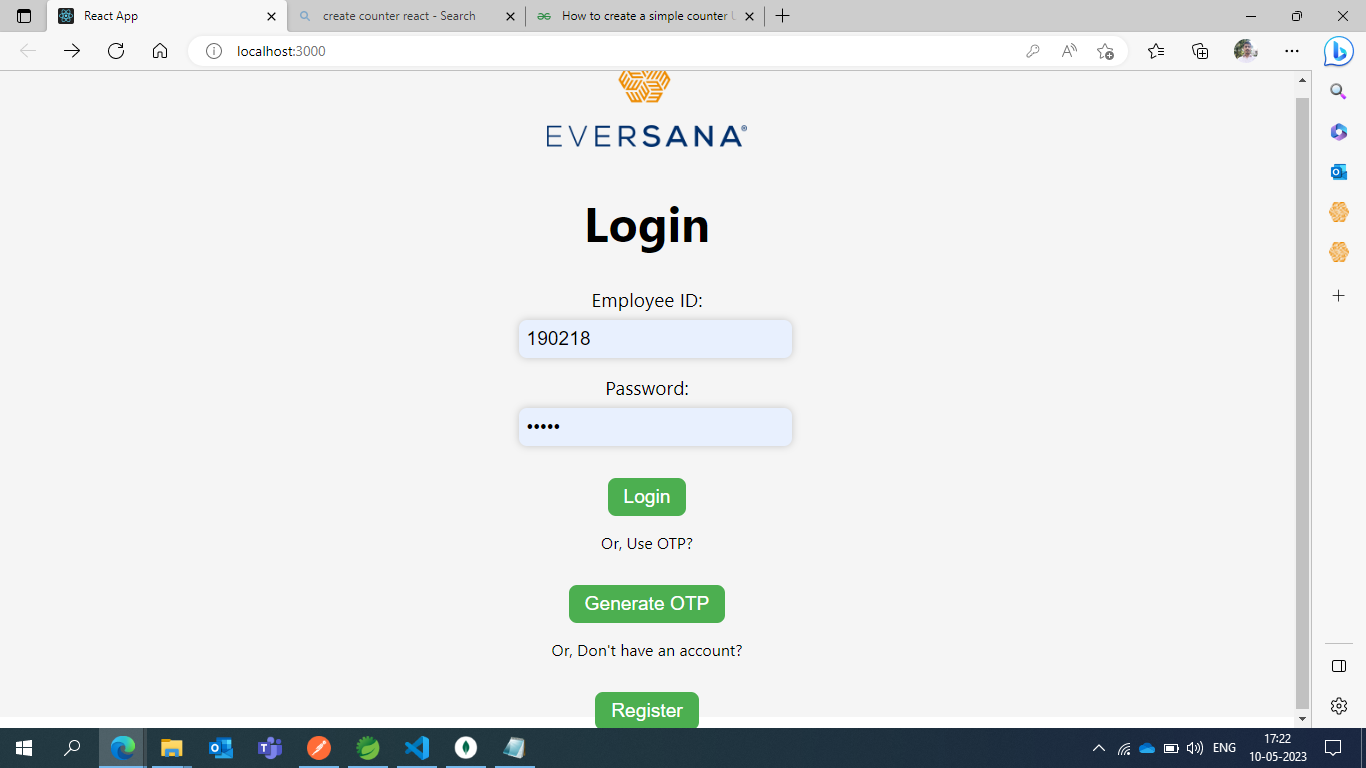 React App
create counter react - Search
How to create a simple counter
localhost:3000
EVERSANA®
Login
Employee ID:
190218
Password:
•••••
Login
Or, Use OTP?
Generate OTP
Or, Don't have an account?
Register
ENG
17:22
10-05-2023